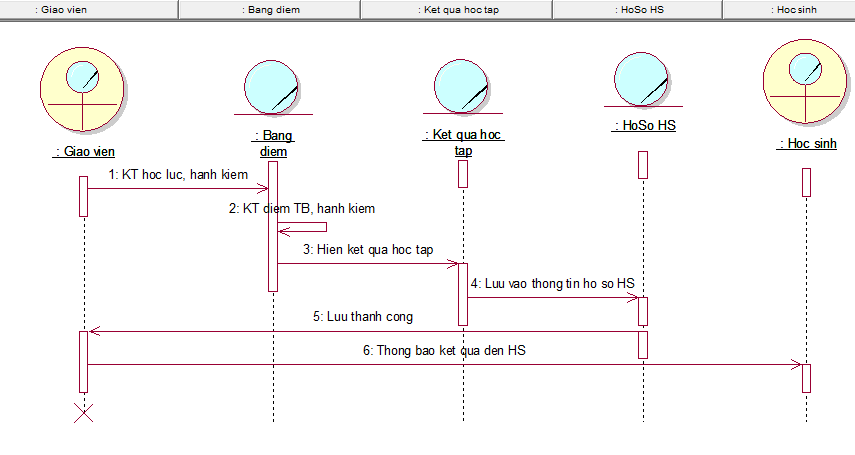 : Giao vien
: Bang diem
: Ket qua hoc tap
: HoSo HS
: Hoc sinh
: Giao vien
: Bang
diem
: Ket qua hoc
tap
: HoSo HS
: Hoc sinh
1: KT hoc luc, hanh kiem
2: KT diem TB, hanh kiem
3: Hien ket qua hoc tap
4: Luu vao thong tin ho so HS
5: Luu thanh cong
6: Thong bao ket qua den HS